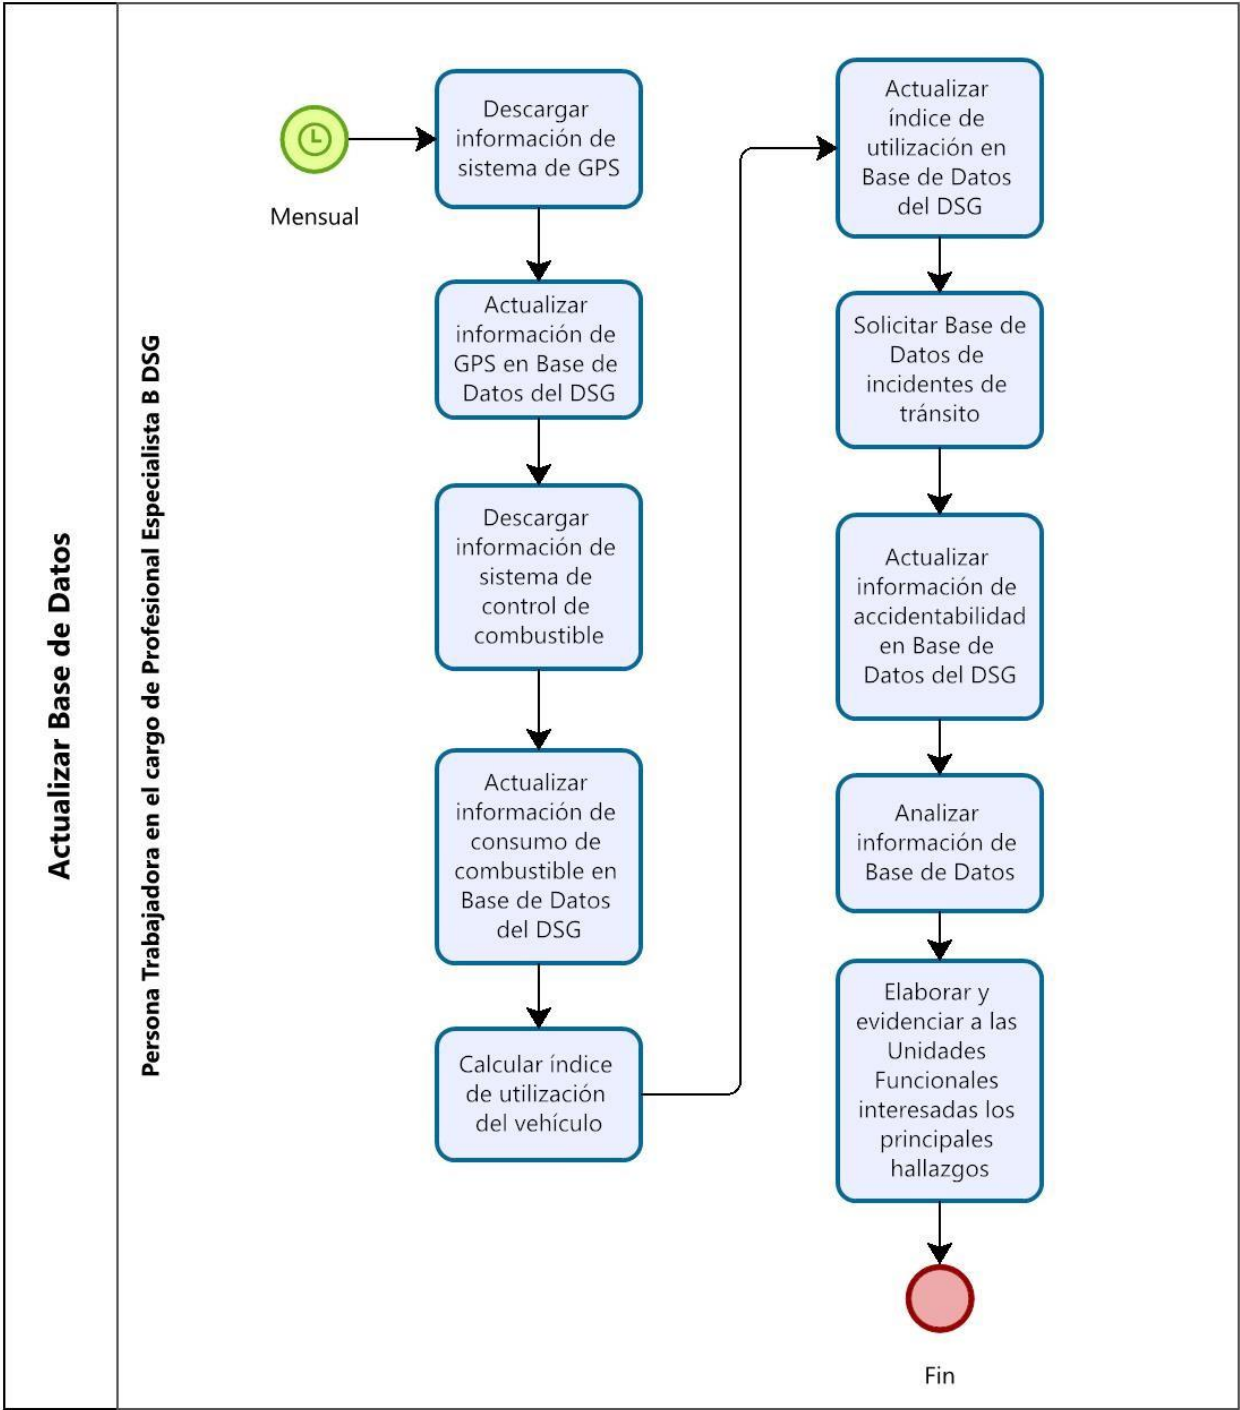 Actualizar Base de Datos
Persona Trabajadora en el cargo de Profesional Especialista B DSG
Mensual
Descargar
información de
sistema de GPS
Actualizar
información de
GPS en Base de
Datos del DSG
Descargar
información de
sistema de
control de
combustible
Actualizar
información de
consumo de
combustible en
Base de Datos
del DSG
Calcular índice
de utilización
del vehículo
Actualizar
índice de
utilización en
Base de Datos
del DSG
Solicitar Base de
Datos de
incidentes de
tránsito
Actualizar
información de
accidentabilidad
en Base de
Datos del DSG
Analizar
información de
Base de Datos
Elaborar y
evidenciar a las
Unidades
Funcionales
interesadas los
principales
hallazgos
Fin